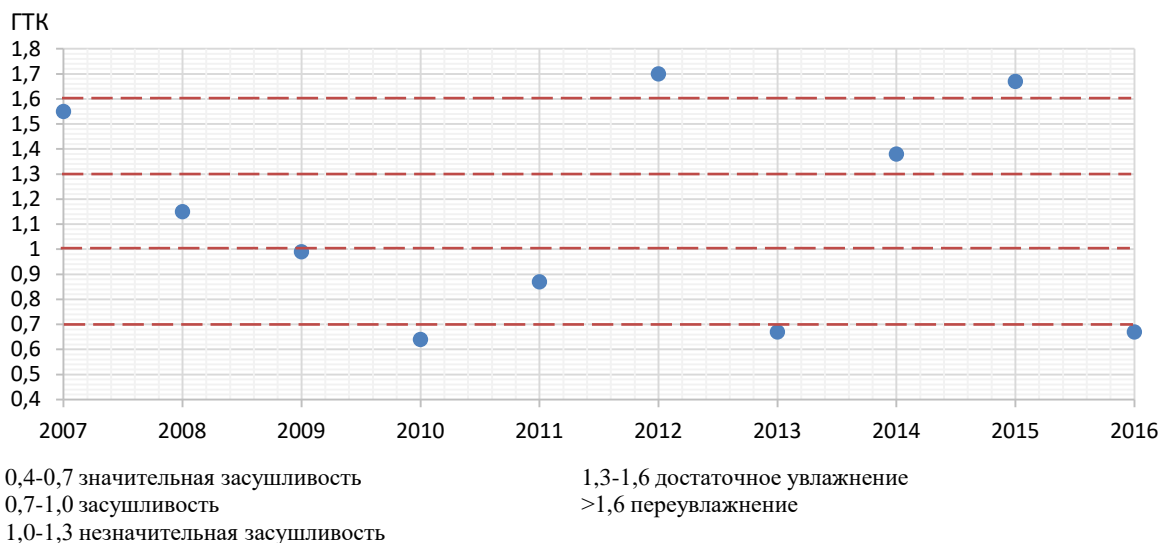 ГТК
1,8
1,7
1,6
1,5
1,4
1,3
1,2
1,1
1
0,9
0,8
0,7
0,6
0,5
0,4
2007 2008 2009 2010 2011 2012 2013 2014 2015 2016
0,4-0,7 значительная засушливость
0,7-1,0 засушливость
1,0-1,3 незначительная засушливость
1,3-1,6 достаточное увлажнение
>1,6 переувлажнение